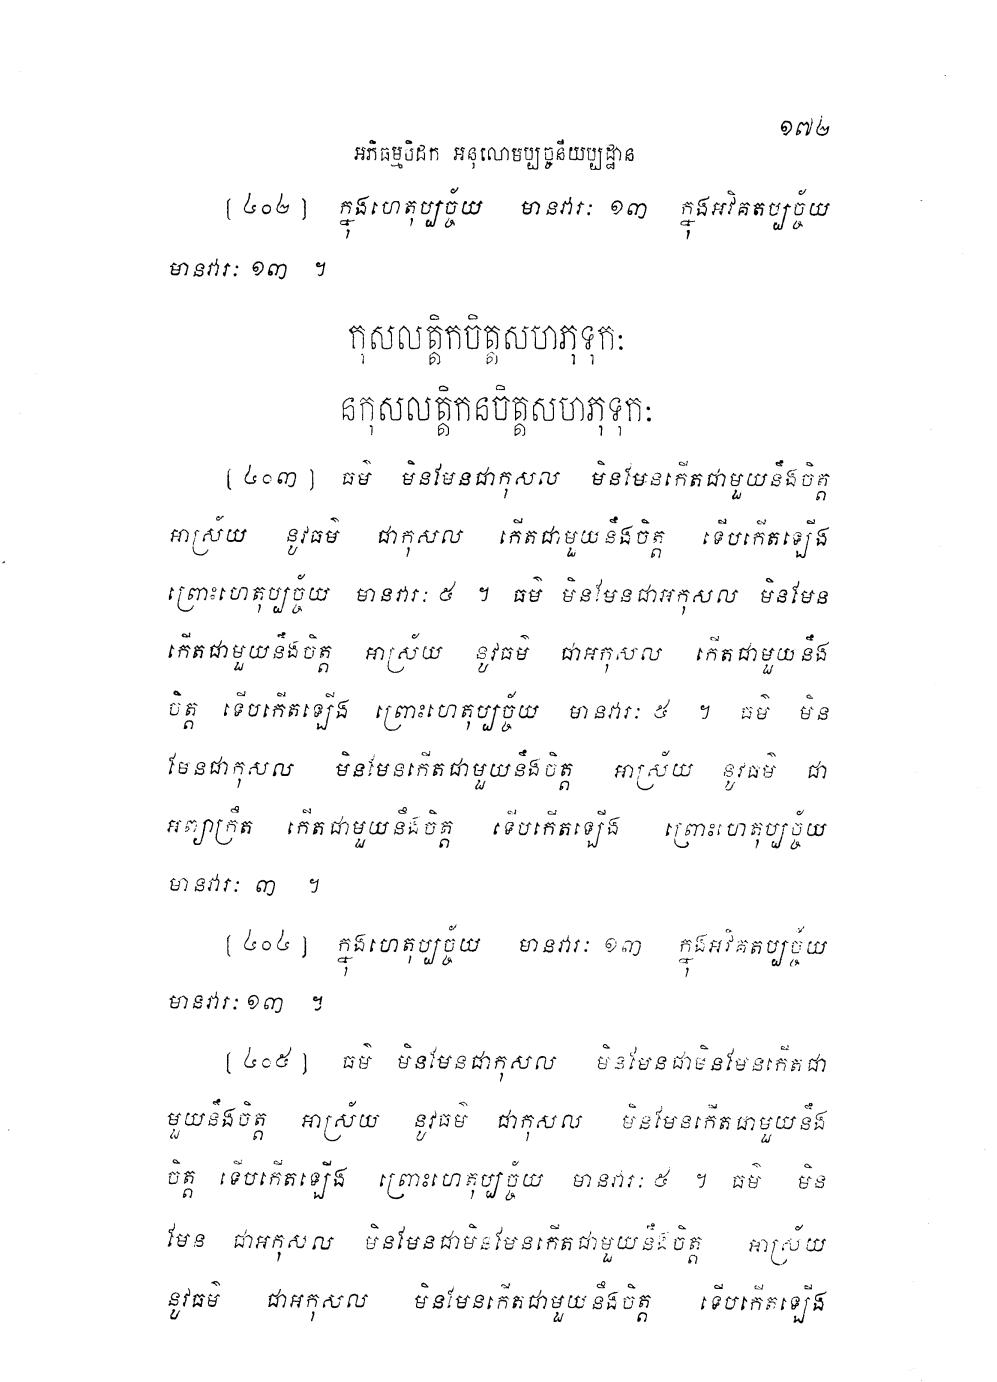 ១៧២
អភិធម្មបិដក អនុលោមប្បច្ចនីយប្បដ្ឋាន
[ ៤០២ ] ក្នុងហេតុប្បច្ច័យ មានវារៈ ១៣ ក្នុងអវិគតប្បច្ច័យ
មានវារៈ ១៣ ។
កុសលត្តិកចិត្តសហភុទុកៈ
នកុសលត្តិកនចិត្តសហភុទុកៈ
[ ៤០៣ ] ធម៌ មិនមែនជាកុសល មិនមែនកើតជាមួយនឹងចិត្ត
អាស្រ័យ នូវធម៌ ជាកុសល កើតជាមួយនឹងចិត្ត ទើបកើតឡើង
ព្រោះហេតុប្បច្ច័យ មានវារៈ ៥ ។ ធម៌ មិនមែនជាអកុសល មិនមែន
កើតជាមួយនឹងចិត្ត អាស្រ័យ នូវធម៌ ជាអកុសល កើតជាមួយនឹង
ចិត្ត ទើបកើតឡើង ព្រោះហេតុប្បច្ច័យ មានវារៈ ៥ ។ ធម៌ មិន
មែនជាកុសល មិនមែនកើតជាមួយនឹងចិត្ត អាស្រ័យ នូវធម៌ ជា
អព្យាក្រឹត កើតជាមួយនឹងចិត្ត ទើបកើតឡើង ព្រោះហេតុប្បច្ច័យ
មានវារៈ ៣ ។
[ ៤០៤ ] ក្នុងហេតុប្បច្ច័យ មានវារៈ ១៣ ក្នុងអវិគតប្បច្ច័យ
មានវារៈ ១៣ ។
[ ៤០៥ ] ធម៌ មិនមែនជាកុសល មិនមែនជាមិនមែនកើតជា
មួយនឹងចិត្ត អាស្រ័យ នូវធម៌ ជាកុសល មិនមែនកើតជាមួយនឹង
ចិត្ត ទើបកើតឡើង ព្រោះហេតុប្បច្ច័យ មានវារៈ ៥ ។ ធម៌ មិន
មែន ជាអកុសល មិនមែនជាមិនមែនកើតជាមួយនឹងចិត្ត អាស្រ័យ
នូវធម៌ ជាអកុសល មិនមែនកើតជាមួយនឹងចិត្ត ទើបកើតឡើង